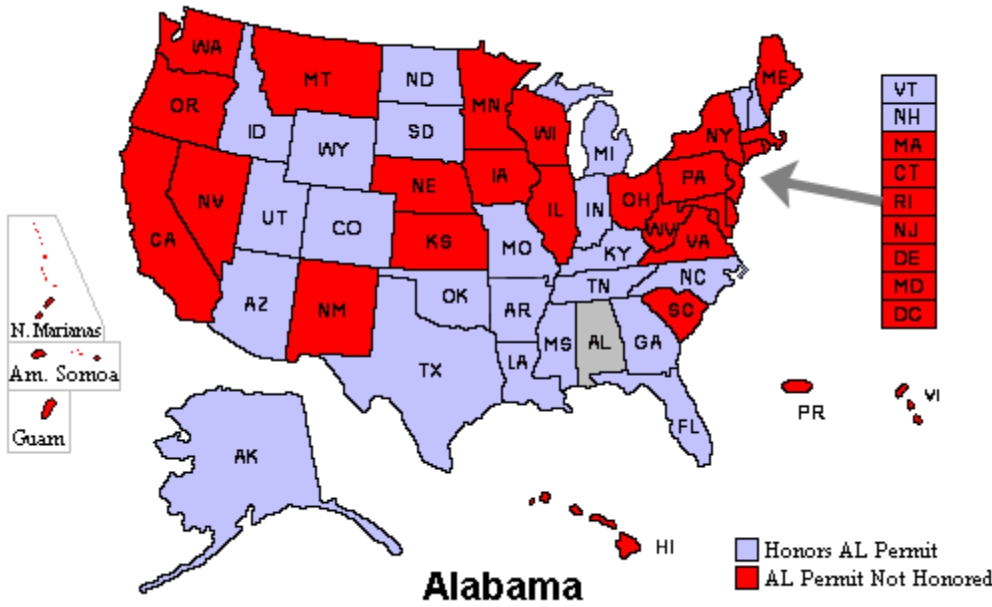 WA
MT
ND
MN
ME
VT
NH
OR
ID
SD
WI
NY
MA
WY
MI
CT
NE
IA
PA
RI
NV
UT
CO
IL
IN
OH
NJ
CA
KS
MO
WV
VA
DE
KY
MD
AZ
NM
OK
AR
TN
NC
DC
SC
N. Marianas
MS
AL
GA
LA
TX
Am. Somoa
FL
PR
VI
Guam
AK
HI
Honors AL Permit
AL Permit Not Honored
Alabama